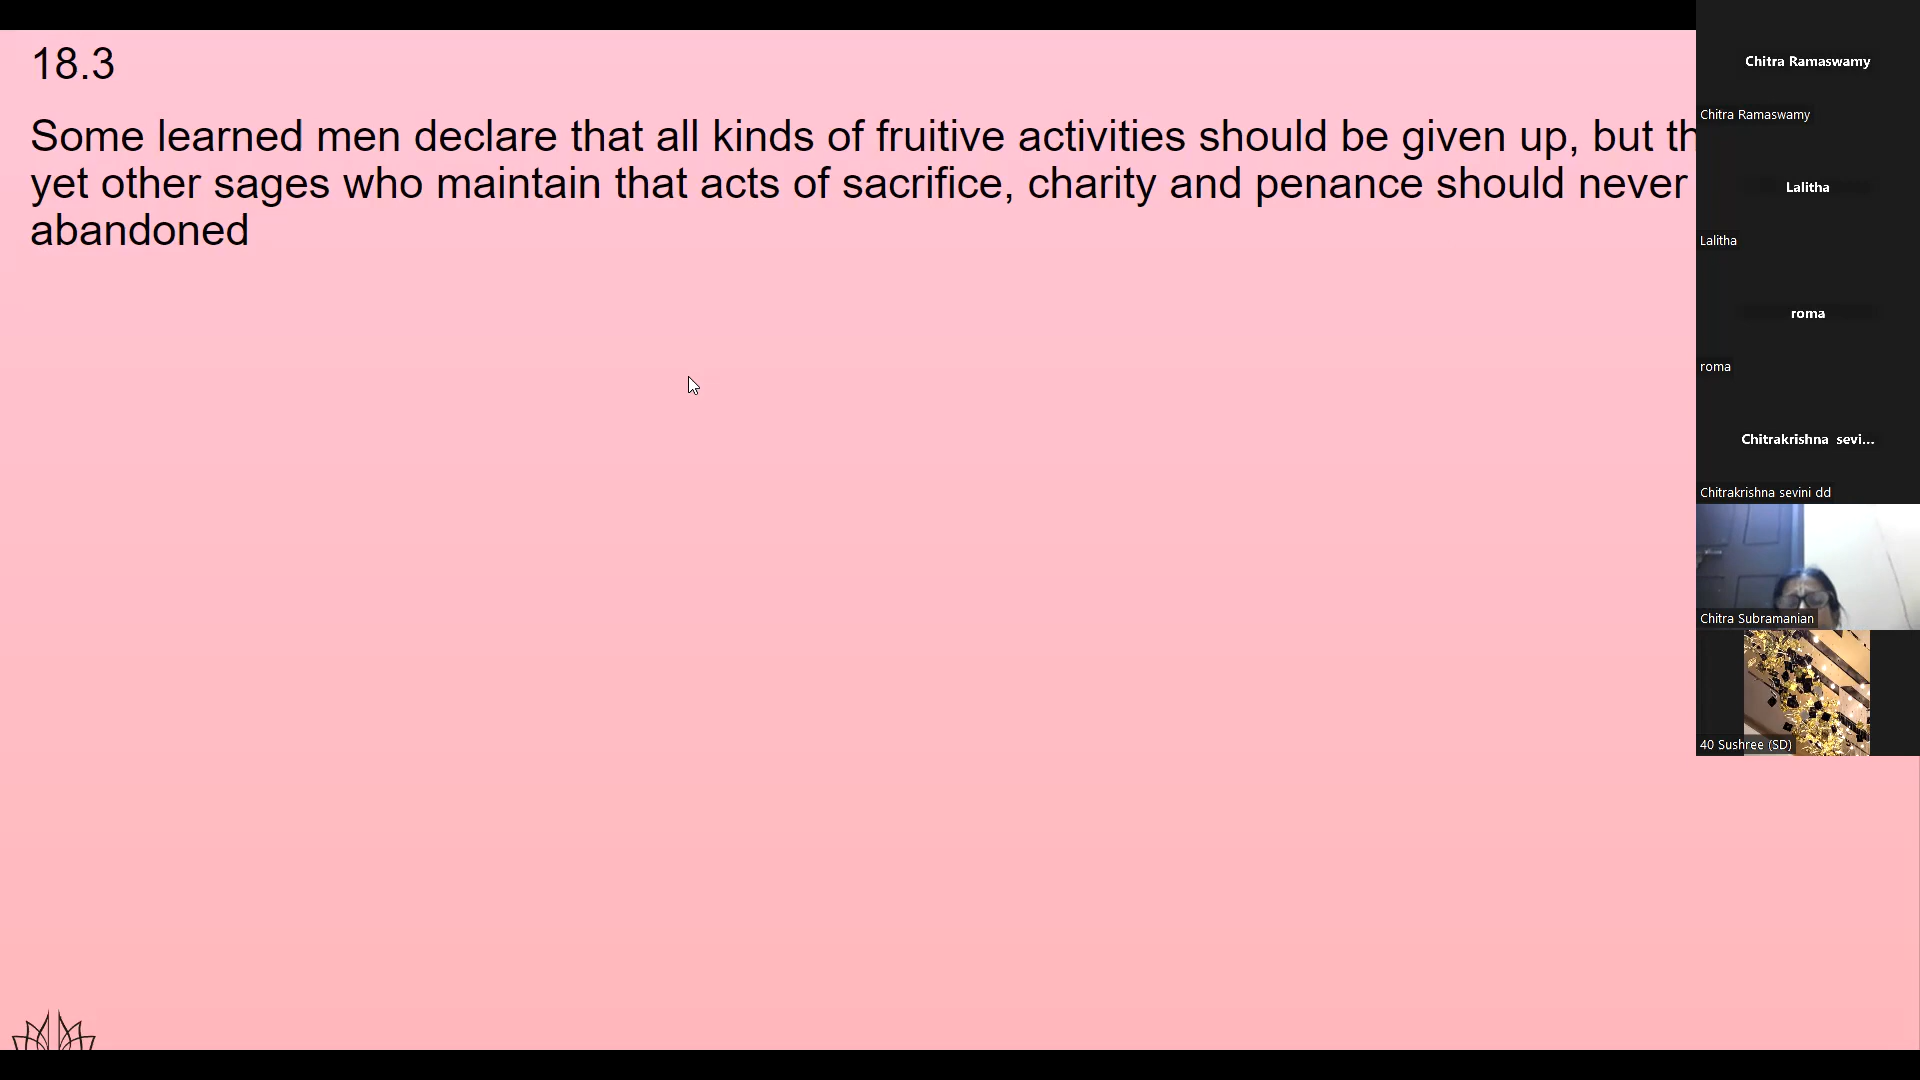 18.3
Some learned men declare that all kinds of fruitive activities should be given up, but th
yet other sages who maintain that acts of sacrifice, charity and penance should never
abandoned
Chitra Ramaswamy
Chitra Ramaswamy
Lalitha
Lalitha
roma
roma
Chitrakrishna sevi...
Chitrakrishna sevini dd
Chitra Subramanian
40 Sushree (SD)